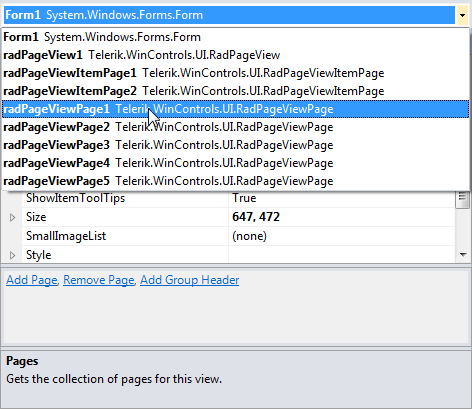 Form1 System.Windows.Forms.Form
Form1 System.Windows.Forms.Form
radPageView1 Telerik.WinControls.UI.RadPageView
radPageViewItemPage1 Telerik.WinControls.UI.RadPageViewItemPage
radPageViewItemPage2 Telerik.WinControls.UI.RadPageViewItemPage
radPageViewPage1 Telerik.WinControls.UI.RadPageViewPage
radPageViewPage2 Telerik.WinControls.UI.RadPageViewPage
radPageViewPage3 Telerik.WinControls.UI.RadPageViewPage
radPageViewPage4 Telerik.WinControls.UI.RadPageViewPage
radPageViewPage5 Telerik.WinControls.UI.RadPageViewPage
ShowItemToolTips True
Size 647, 472
SmallImageList (none)
Style
Add Page, Remove Page, Add Group Header
Pages
Gets the collection of pages for this view.